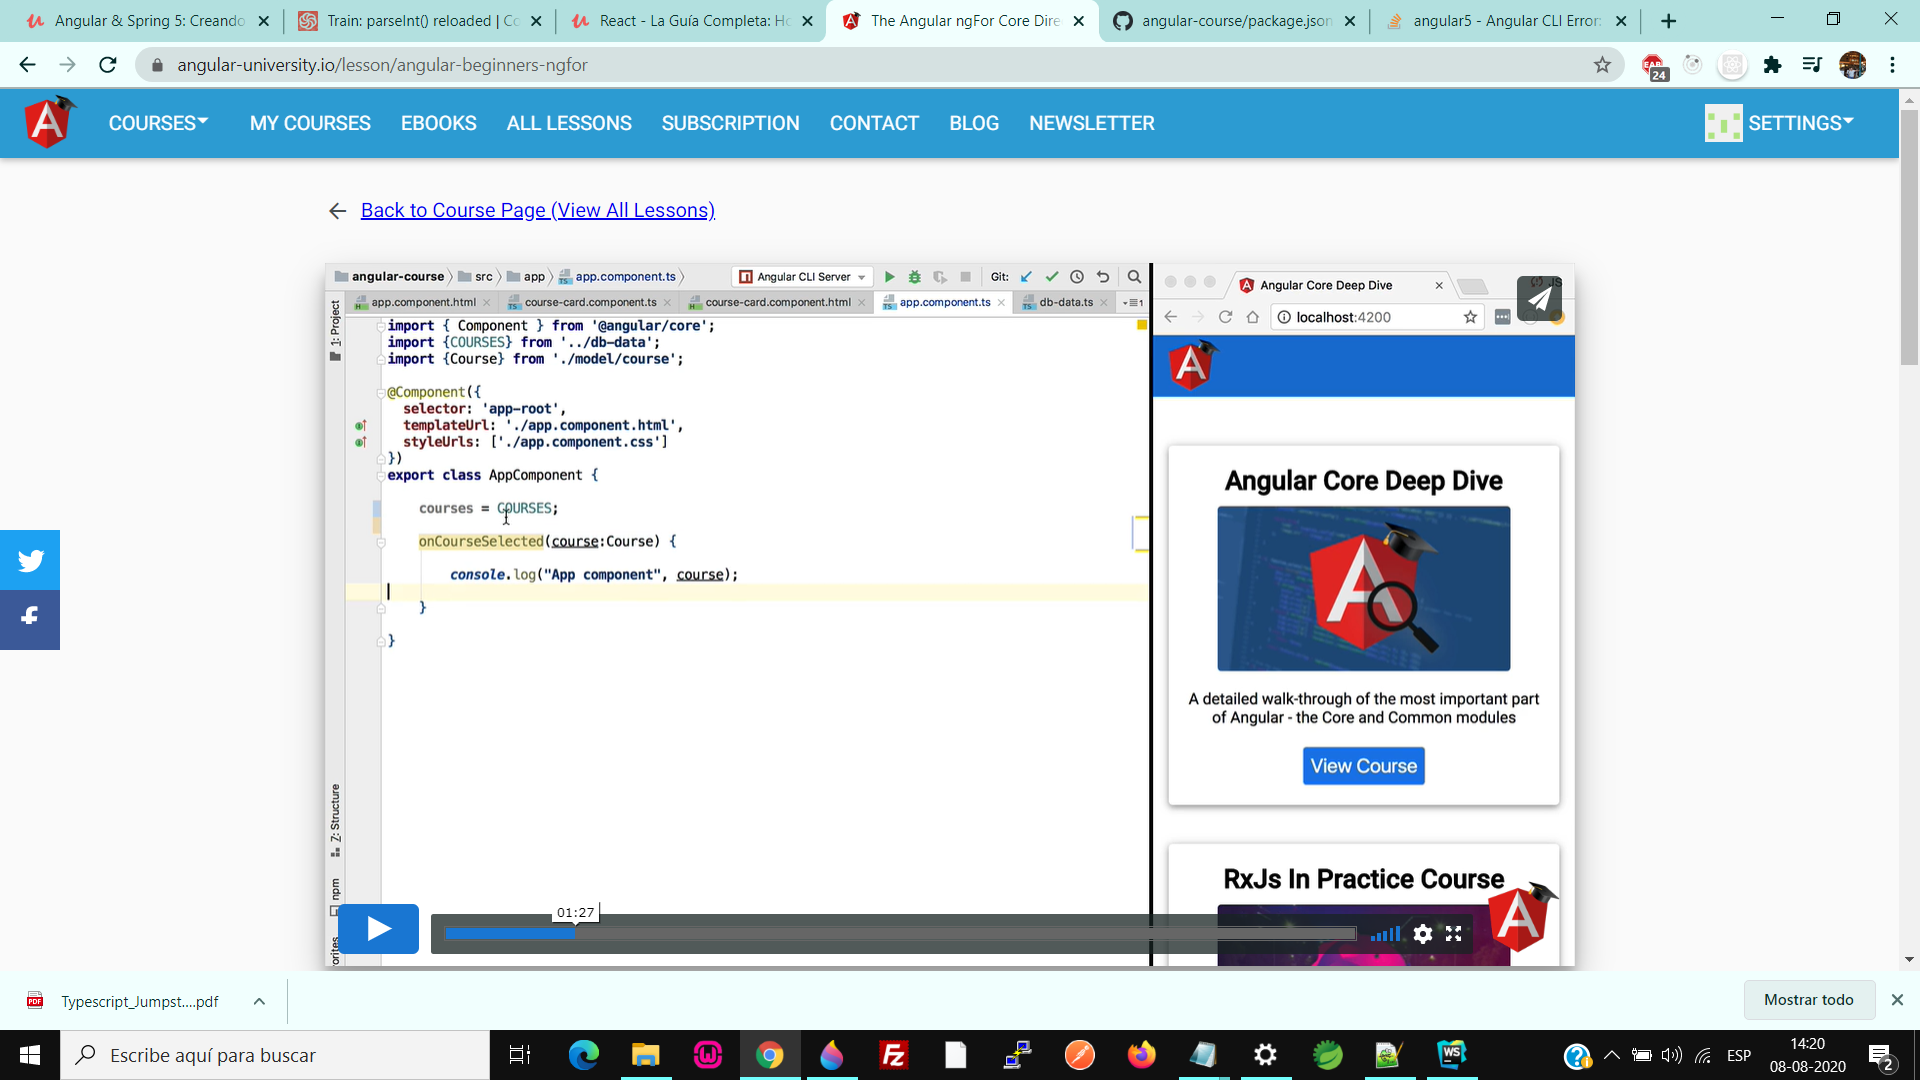 Angular & Spring 5: Creando
Train: parseInt() reloaded | Co
React - La Guía Completa: Ho
The Angular ngFor Core Dire
angular-course/package.json
angular5 - Angular CLI Error:
angular-university.io/lesson/angular-beginners-ngfor
24
COURSES
MY COURSES
EBOOKS
ALL LESSONS
SUBSCRIPTION
CONTACT
BLOG
NEWSLETTER
SETTINGS
Back to Course Page (View All Lessons)
angular-course
src
app
app.component.ts
Angular CLI Server
Git:
app.component.html
course-card.component.ts
course-card.component.html
app.component.ts
db-data.ts
1: Project
import { Component } from '@angular/core';
import {COURSES} from '../db-data';
import {Course} from './model/course';
@Component({
selector: 'app-root',
templateUrl: './app.component.html',
styleUrls: ['./app.component.css']
})
export class AppComponent {
courses = COURSES;
onCourseSelected(course:Course) {
console.log("App component", course);
}
}
Z: Structure
npm
01:27
Angular Core Deep Dive
localhost:4200
Angular Core Deep Dive
A detailed walk-through of the most important part
of Angular - the Core and Common modules
View Course
RxJs In Practice Course
Typescript_Jumpst....pdf
Mostrar todo
Escribe aquí para buscar
ESP
14:20
08-08-2020
2